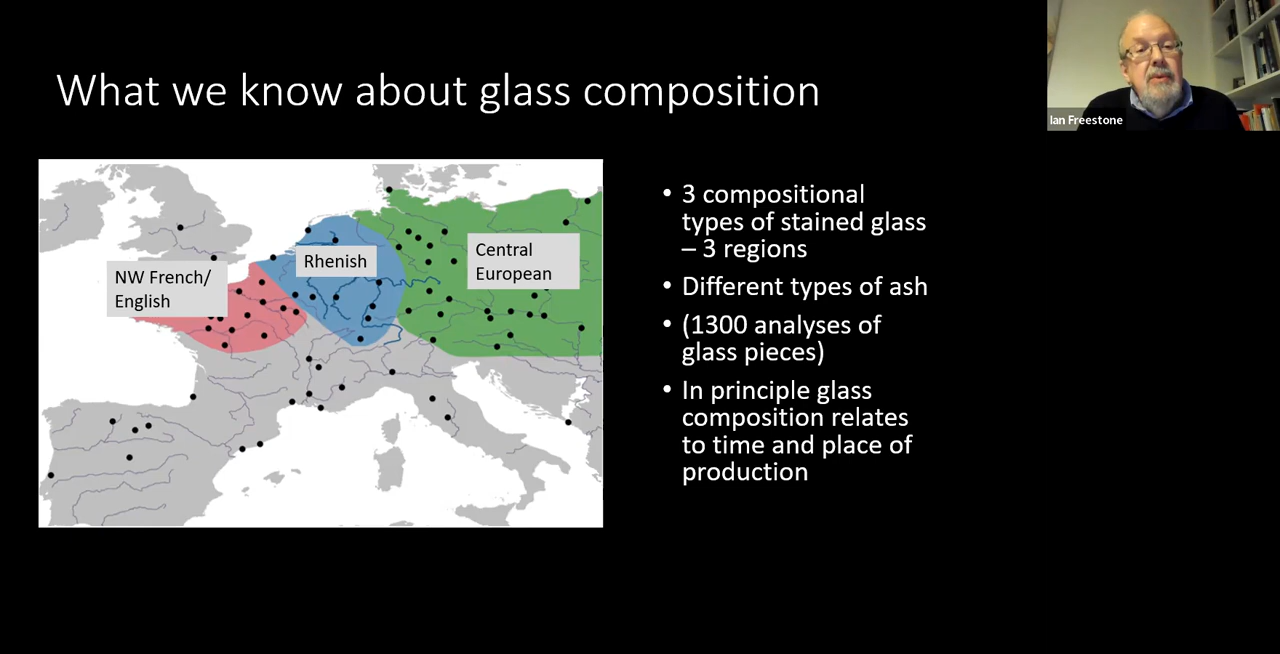 What we know about glass composition
Ian Freestone
NW French/
English
Rhenish
Central
European
• 3 compositional
types of stained glass
– 3 regions
• Different types of ash
• (1300 analyses of
glass pieces)
• In principle glass
composition relates
to time and place of
production